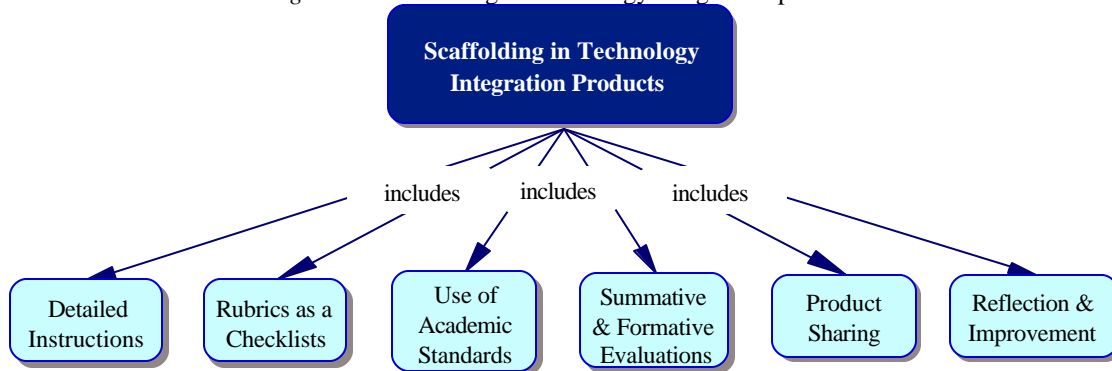 Scaffolding in Technology
Integration Products
includes
includes
includes
Detailed
Instructions
Rubrics as a
Checklists
Use of
Academic
Standards
Summative
& Formative
Evaluations
Product
Sharing
Reflection &
Improvement